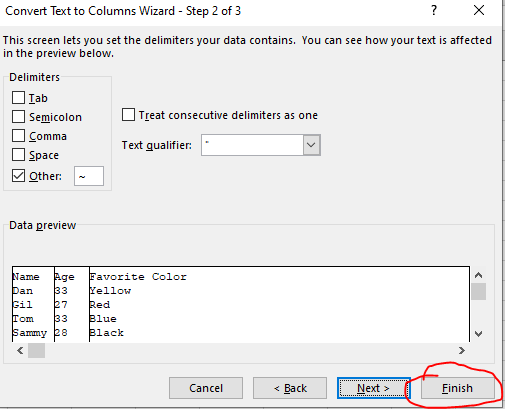 Convert Text to Columns Wizard - Step 2 of 3 ? ×
This screen lets you set the delimiters your data contains. You can see how your text is affected
in the preview below.
Delimiters
Tab
Semicolon
Comma
Space
Other: ~
Treat consecutive delimiters as one
Text qualifier: "
Data preview
Name Age Favorite Color
Dan 33 Yellow
Gil 27 Red
Tom 33 Blue
Sammy 28 Black
Cancel < Back Next > Finish